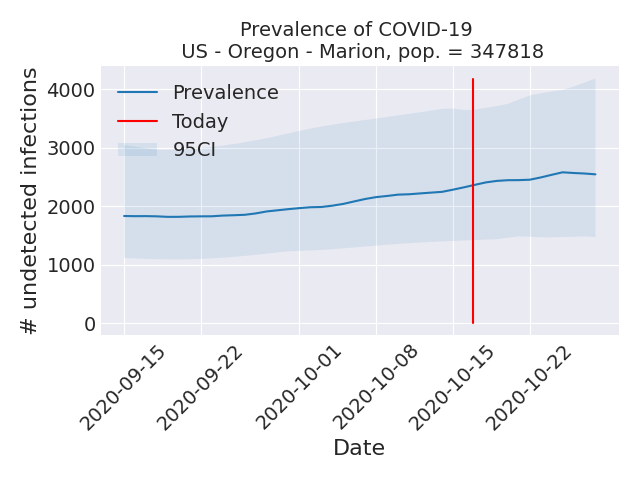 Prevalence of COVID-19
US - Oregon - Marion, pop. = 347818
# undetected infections
4000
3000
2000
1000
0
Prevalence
Today
95CI
2020-09-15
2020-09-22
2020-10-01
2020-10-08
2020-10-15
2020-10-22
Date